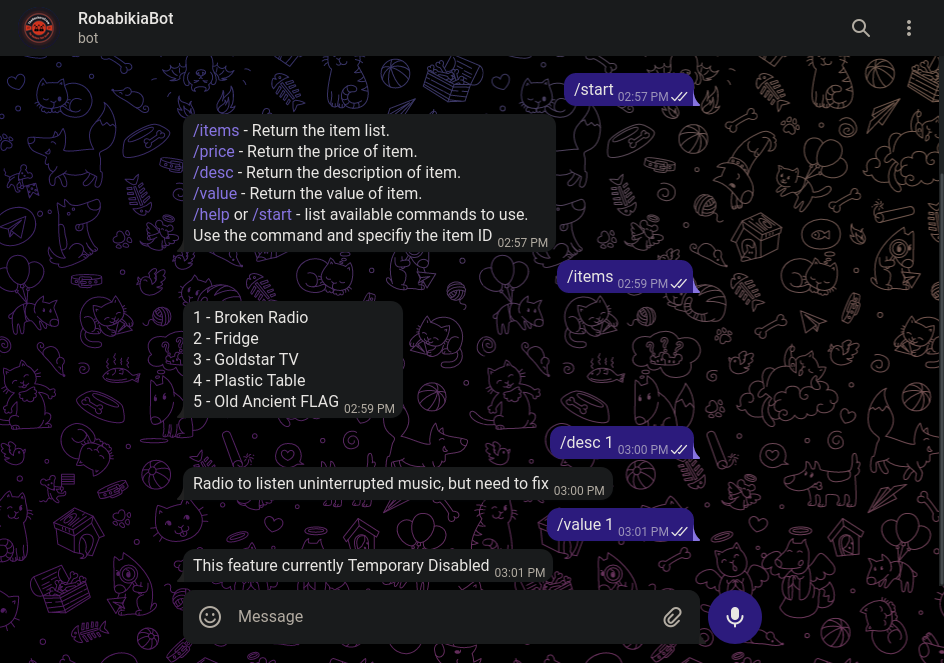 RobabikiaBot
bot
/start 02:57 PM
/items - Return the item list.
/price - Return the price of item.
/desc - Return the description of item.
/value - Return the value of item.
/help or /start - list available commands to use.
Use the command and specifiy the item ID 02:57 PM
/items 02:59 PM
1 - Broken Radio
2 - Fridge
3 - Goldstar TV
4 - Plastic Table
5 - Old Ancient FLAG 02:59 PM
/desc 1 03:00 PM
Radio to listen uninterrupted music, but need to fix 03:00 PM
/value 1 03:01 PM
This feature currently Temporary Disabled 03:01 PM
Message